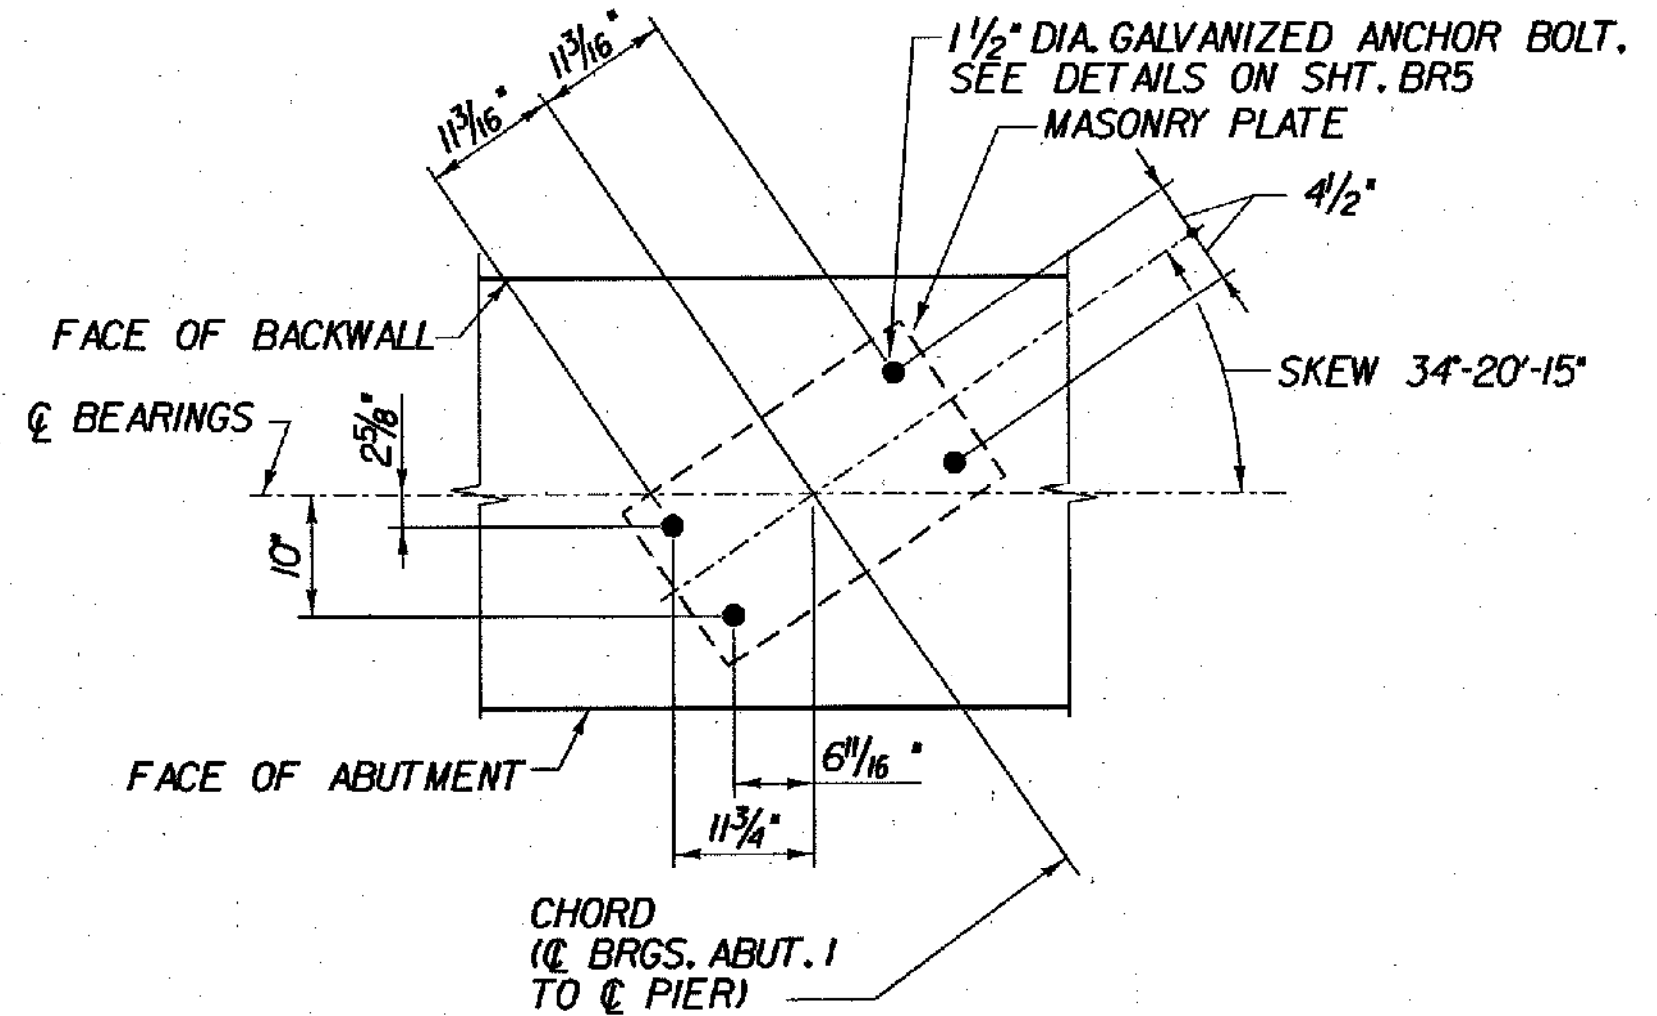 11 3/16"
11 3/16"
1 1/2" DIA. GALVANIZED ANCHOR BOLT.
SEE DETAILS ON SHT. BR5
MASONRY PLATE
4 1/2"
FACE OF BACKWALL
SKEW 34°-20'-15"
℄ BEARINGS
2 5/8"
10"
FACE OF ABUTMENT
6 11/16"
11 3/4"
CHORD
(℄ BRGS. ABUT. 1
TO ℄ PIER)